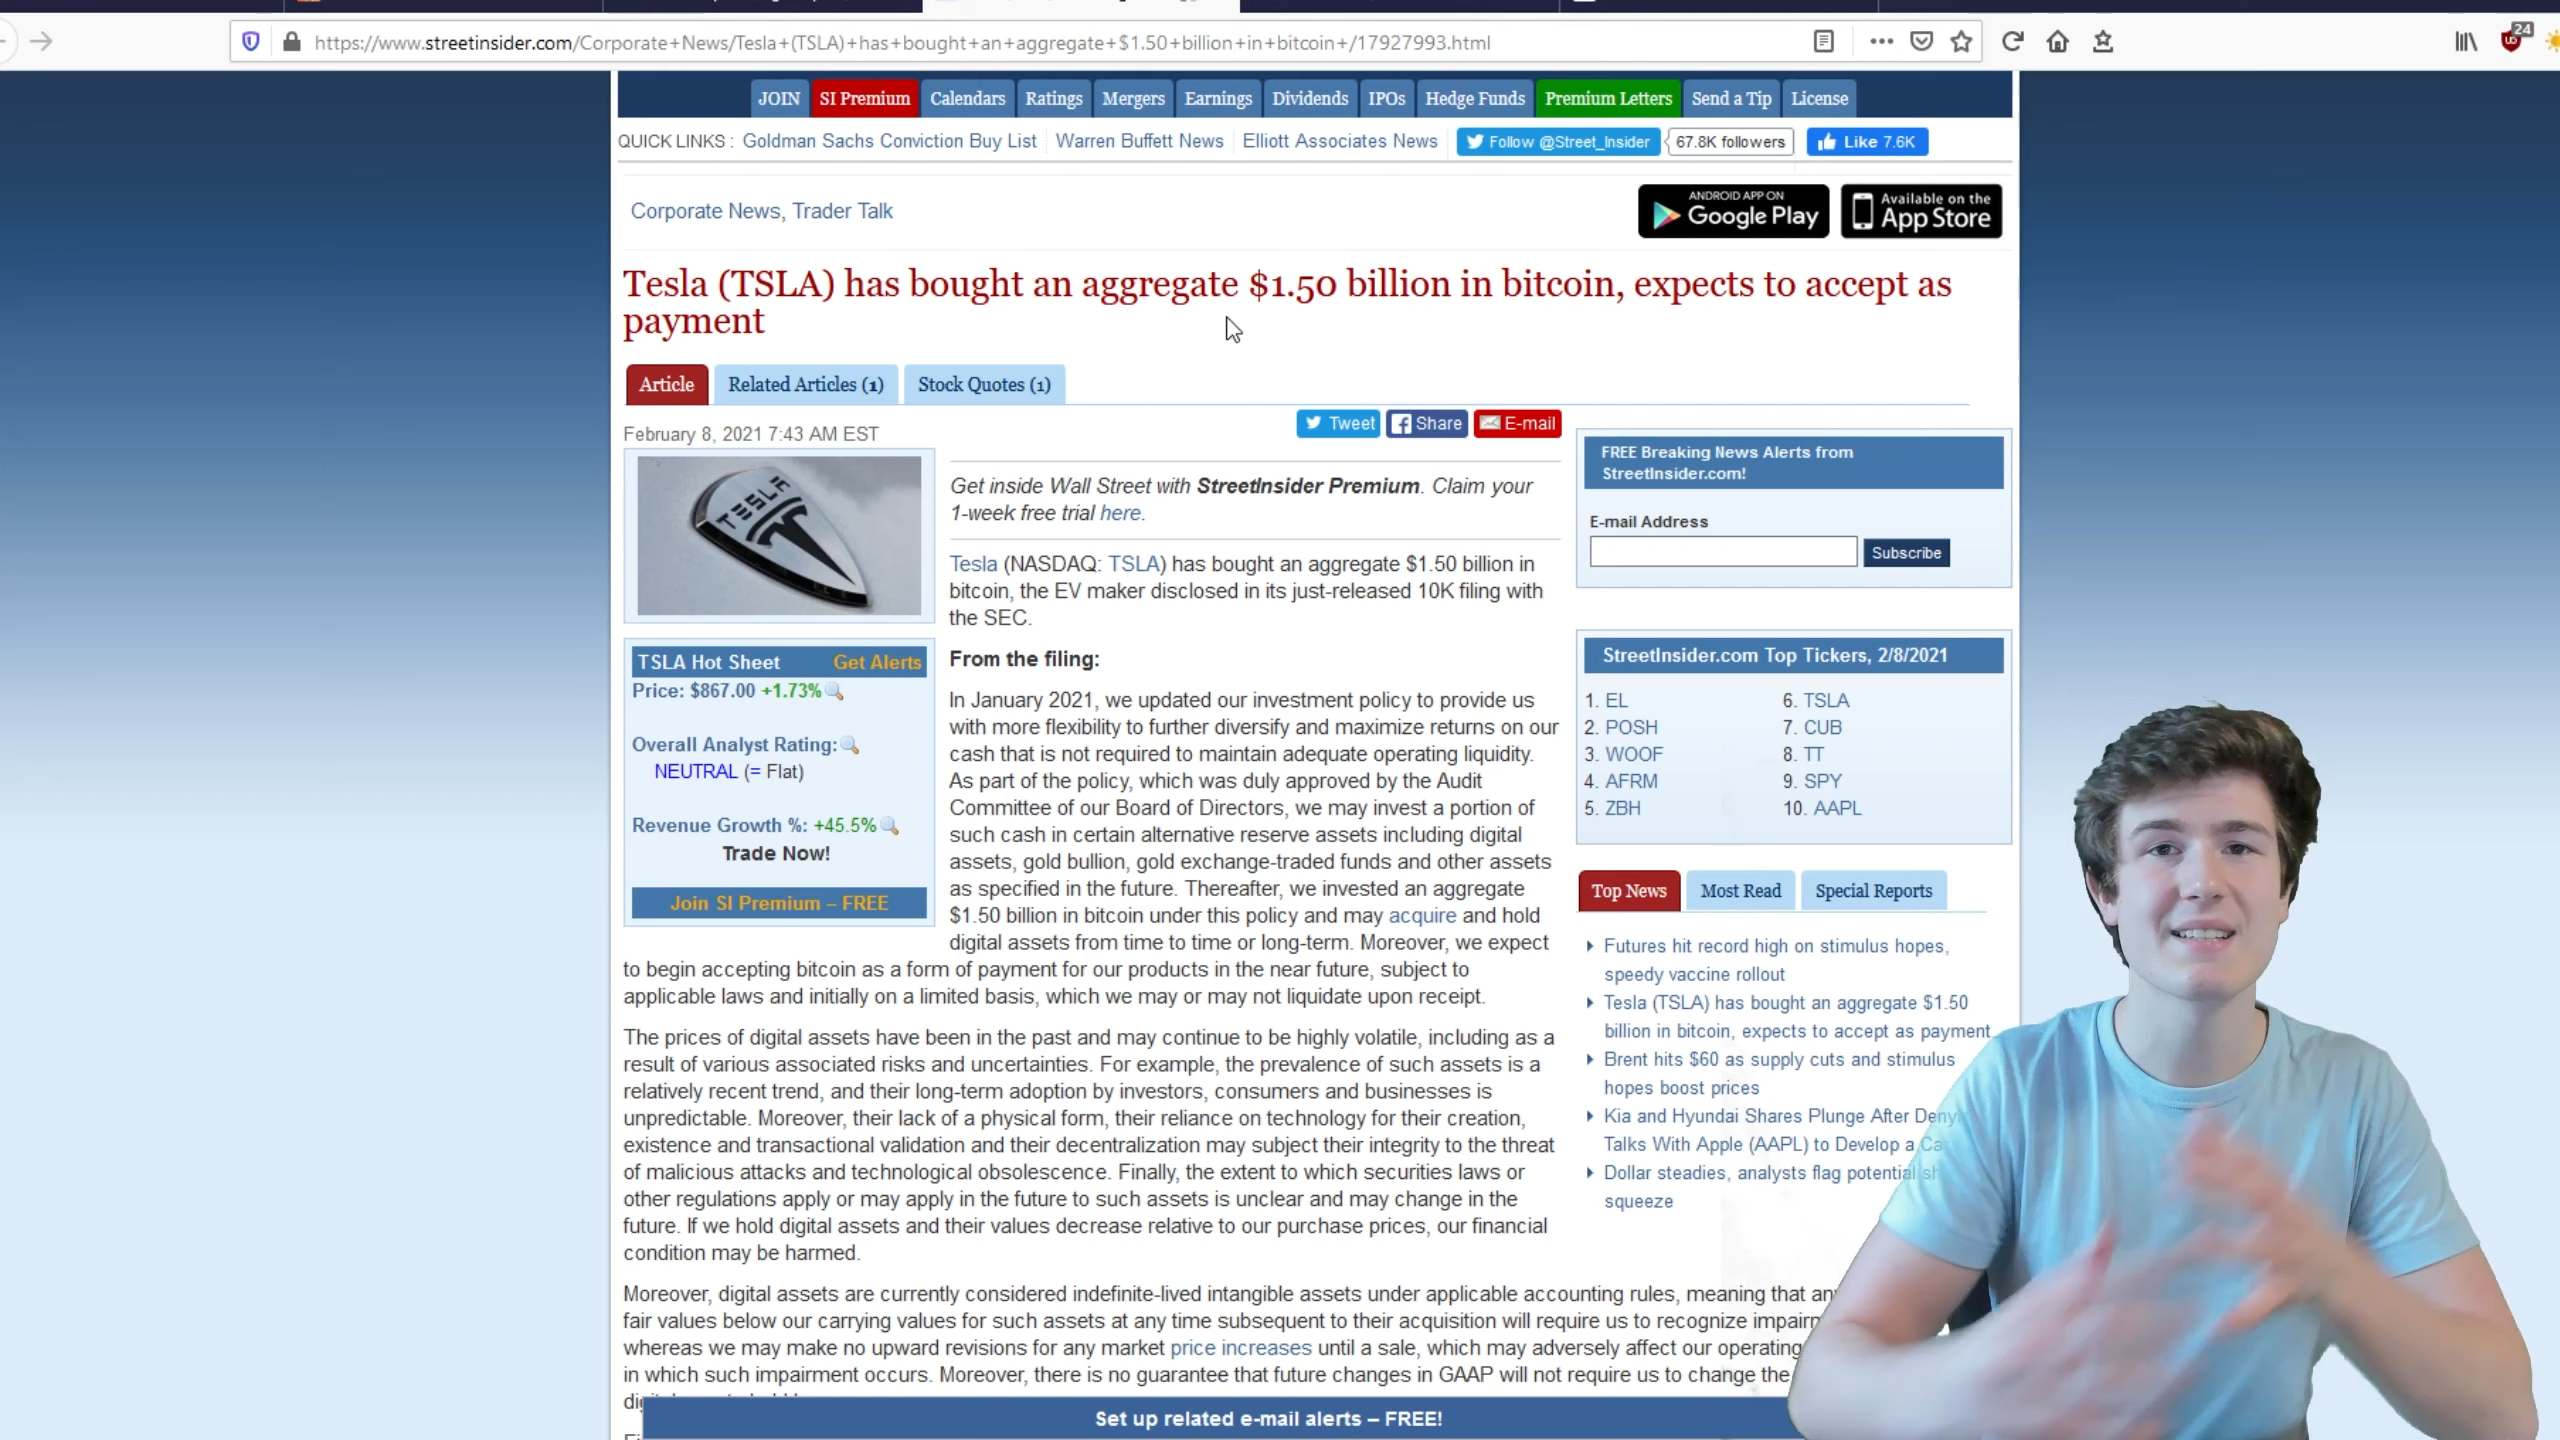 https://www.streetinsider.com/Corporate+News/Tesla+(TSLA)+has+bought+an+aggregate+$1.50+billion+in+bitcoin+/17927993.html
24
JOIN SI Premium Calendars Ratings Mergers Earnings Dividends IPOs Hedge Funds Premium Letters Send a Tip License
QUICK LINKS : Goldman Sachs Conviction Buy List Warren Buffett News Elliott Associates News Follow @Street_Insider 67.8K followers Like 7.6K
Corporate News, Trader Talk
ANDROID APP ON
Google Play
Available on the
App Store
Tesla (TSLA) has bought an aggregate $1.50 billion in bitcoin, expects to accept as
payment
Article Related Articles (1) Stock Quotes (1)
February 8, 2021 7:43 AM EST
Tweet Share E-mail
TESLA
Get inside Wall Street with StreetInsider Premium. Claim your
1-week free trial here.
Tesla (NASDAQ: TSLA) has bought an aggregate $1.50 billion in
bitcoin, the EV maker disclosed in its just-released 10K filing with
the SEC.
TSLA Hot Sheet Get Alerts
Price: $867.00 +1.73%
Overall Analyst Rating:
NEUTRAL (= Flat)
Revenue Growth %: +45.5%
Trade Now!
Join SI Premium – FREE
From the filing:
In January 2021, we updated our investment policy to provide us
with more flexibility to further diversify and maximize returns on our
cash that is not required to maintain adequate operating liquidity.
As part of the policy, which was duly approved by the Audit
Committee of our Board of Directors, we may invest a portion of
such cash in certain alternative reserve assets including digital
assets, gold bullion, gold exchange-traded funds and other assets
as specified in the future. Thereafter, we invested an aggregate
$1.50 billion in bitcoin under this policy and may acquire and hold
digital assets from time to time or long-term. Moreover, we expect
to begin accepting bitcoin as a form of payment for our products in the near future, subject to
applicable laws and initially on a limited basis, which we may or may not liquidate upon receipt.
The prices of digital assets have been in the past and may continue to be highly volatile, including as a
result of various associated risks and uncertainties. For example, the prevalence of such assets is a
relatively recent trend, and their long-term adoption by investors, consumers and businesses is
unpredictable. Moreover, their lack of a physical form, their reliance on technology for their creation,
existence and transactional validation and their decentralization may subject their integrity to the threat
of malicious attacks and technological obsolescence. Finally, the extent to which securities laws or
other regulations apply or may apply in the future to such assets is unclear and may change in the
future. If we hold digital assets and their values decrease relative to our purchase prices, our financial
condition may be harmed.
Moreover, digital assets are currently considered indefinite-lived intangible assets under applicable accounting rules, meaning that
fair values below our carrying values for such assets at any time subsequent to their acquisition will require us to recognize
whereas we may make no upward revisions for any market price increases until a sale, which may adversely affect our operating
in which such impairment occurs. Moreover, there is no guarantee that future changes in GAAP will not require us to change the
Set up related e-mail alerts – FREE!
FREE Breaking News Alerts from
StreetInsider.com!
E-mail Address
Subscribe
StreetInsider.com Top Tickers, 2/8/2021
1. EL 6. TSLA
2. POSH 7. CUB
3. WOOF 8. TT
4. AFRM 9. SPY
5. ZBH 10. AAPL
Top News Most Read Special Reports
Futures hit record high on stimulus hopes,
speedy vaccine rollout
Tesla (TSLA) has bought an aggregate $1.50
billion in bitcoin, expects to accept as payment
Brent hits $60 as supply cuts and stimulus
hopes boost prices
Kia and Hyundai Shares Plunge After
Talks With Apple (AAPL) to Develop a
Dollar steadies, analysts flag potential
squeeze